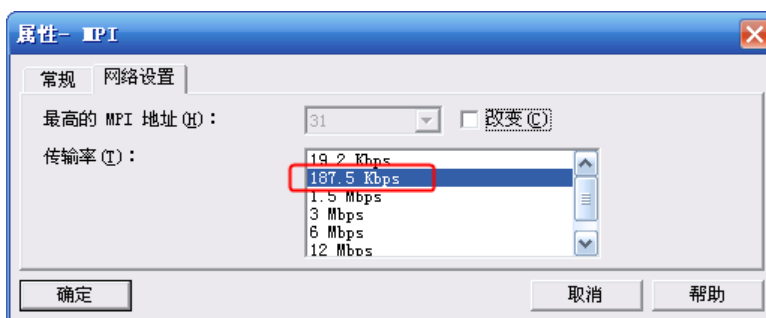 属性- MPI
常规 网络设置
最高的 MPI 地址(H)： 31 改变(C)
传输率(T)： 19.2 Kbps
187.5 Kbps
1.5 Mbps
3 Mbps
6 Mbps
12 Mbps
确定 取消 帮助